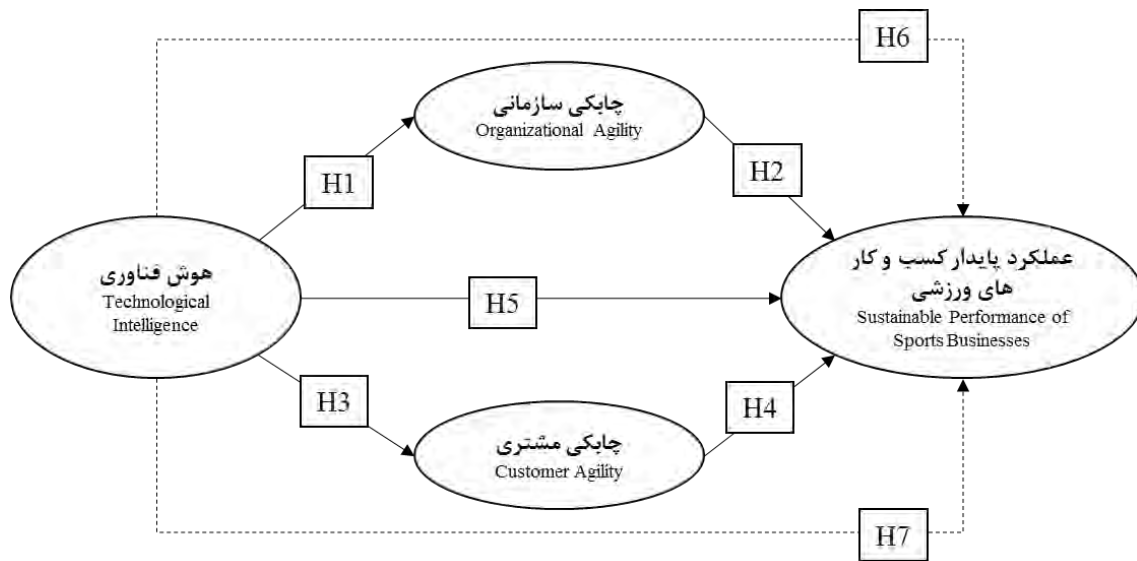 H6
چابکی سازمانی
Organizational Agility
H1
H2
هوش فناوری
Technological
Intelligence
H5
عملکرد پایدار کسب و کار
های ورزشی
Sustainable Performance of
Sports Businesses
H3
H4
چابکی مشتری
Customer Agility
H7